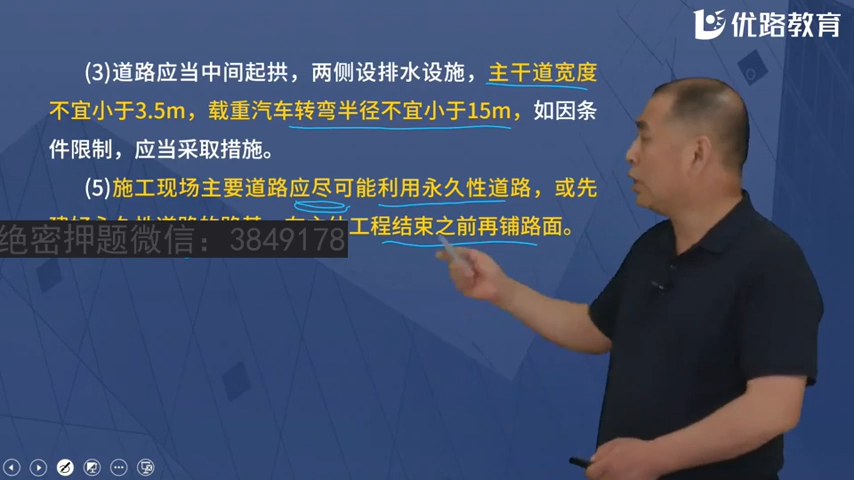 优路教育
(3)道路应当中间起拱，两侧设排水设施，主干道宽度
不宜小于3.5m，载重汽车转弯半径不宜小于15m，如因条
件限制，应当采取措施。
(5)施工现场主要道路应尽可能利用永久性道路，或先
工程结束之前再铺路面。
绝密押题微信：3849178